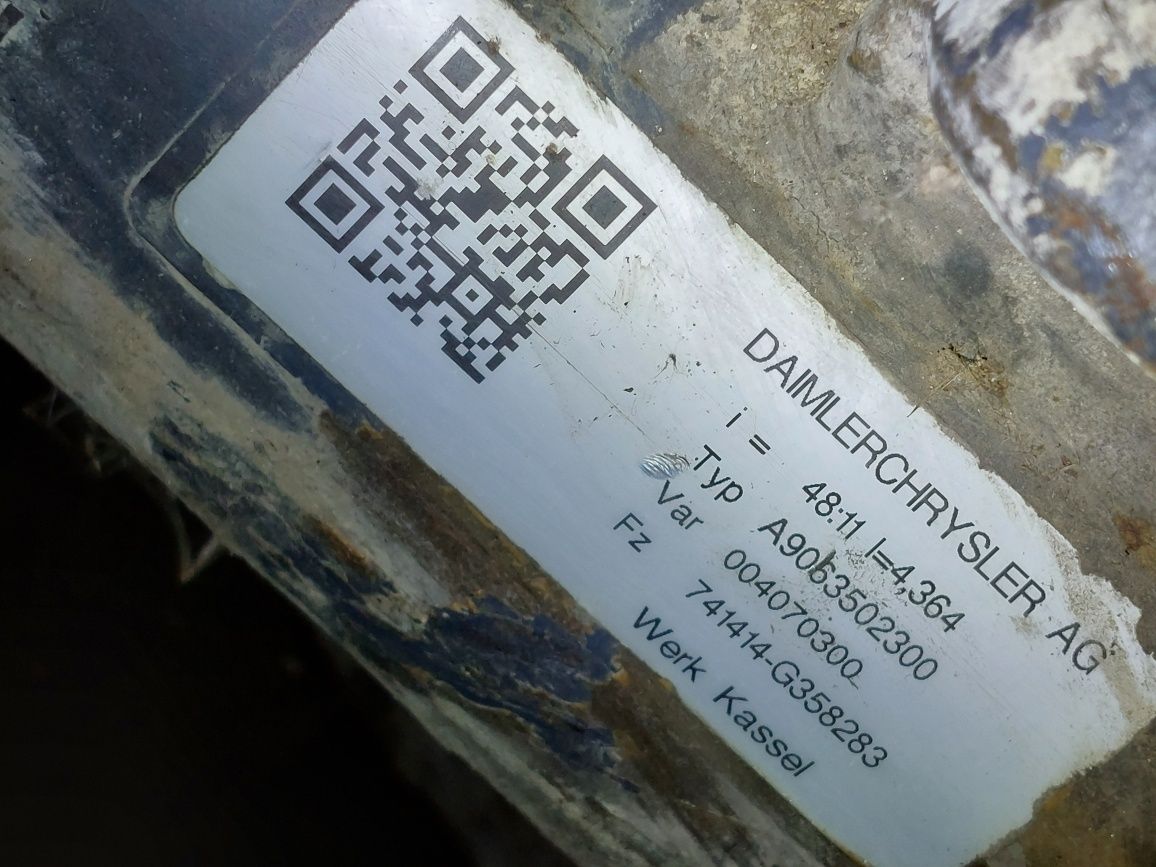 DAIMLERCHRYSLER AG
i = 48:11 I=4,364
Typ A9063502300
Var 004070300
Fz 741414-G358283
Werk Kassel